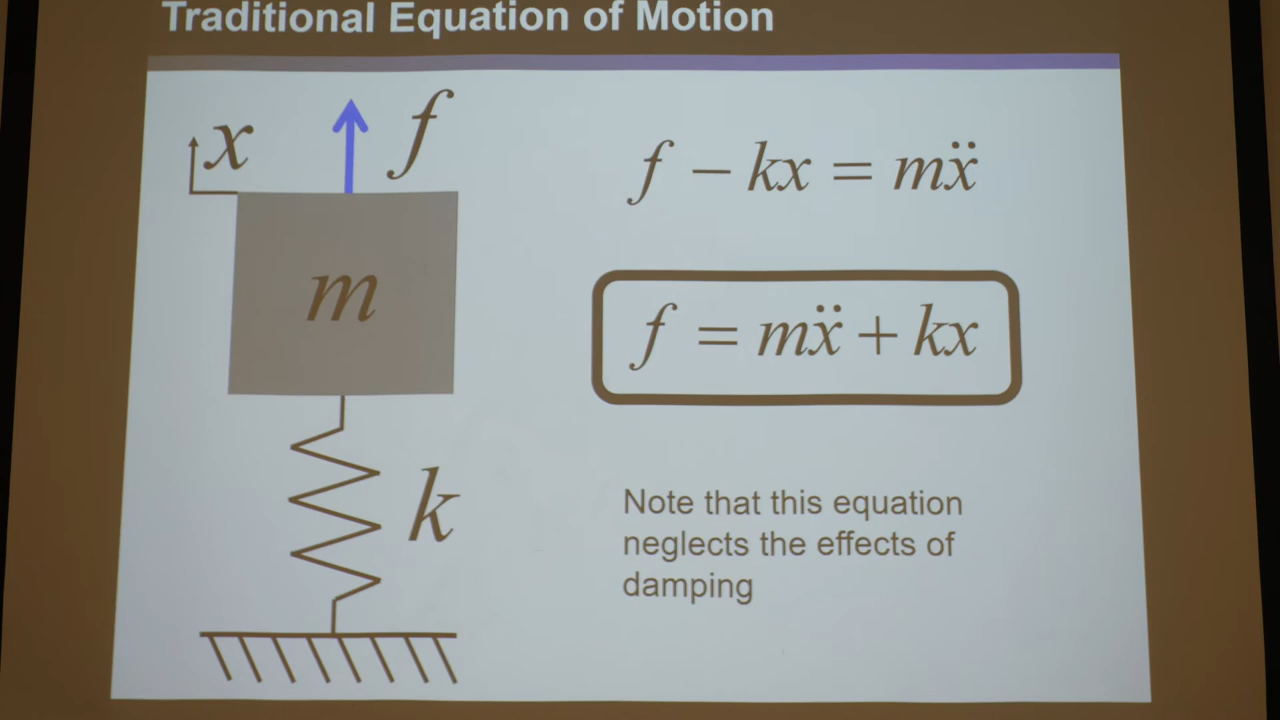 Traditional Equation of Motion
x
f
m
k
f − kx = mẍ
f = mẍ + kx
Note that this equation
neglects the effects of
damping